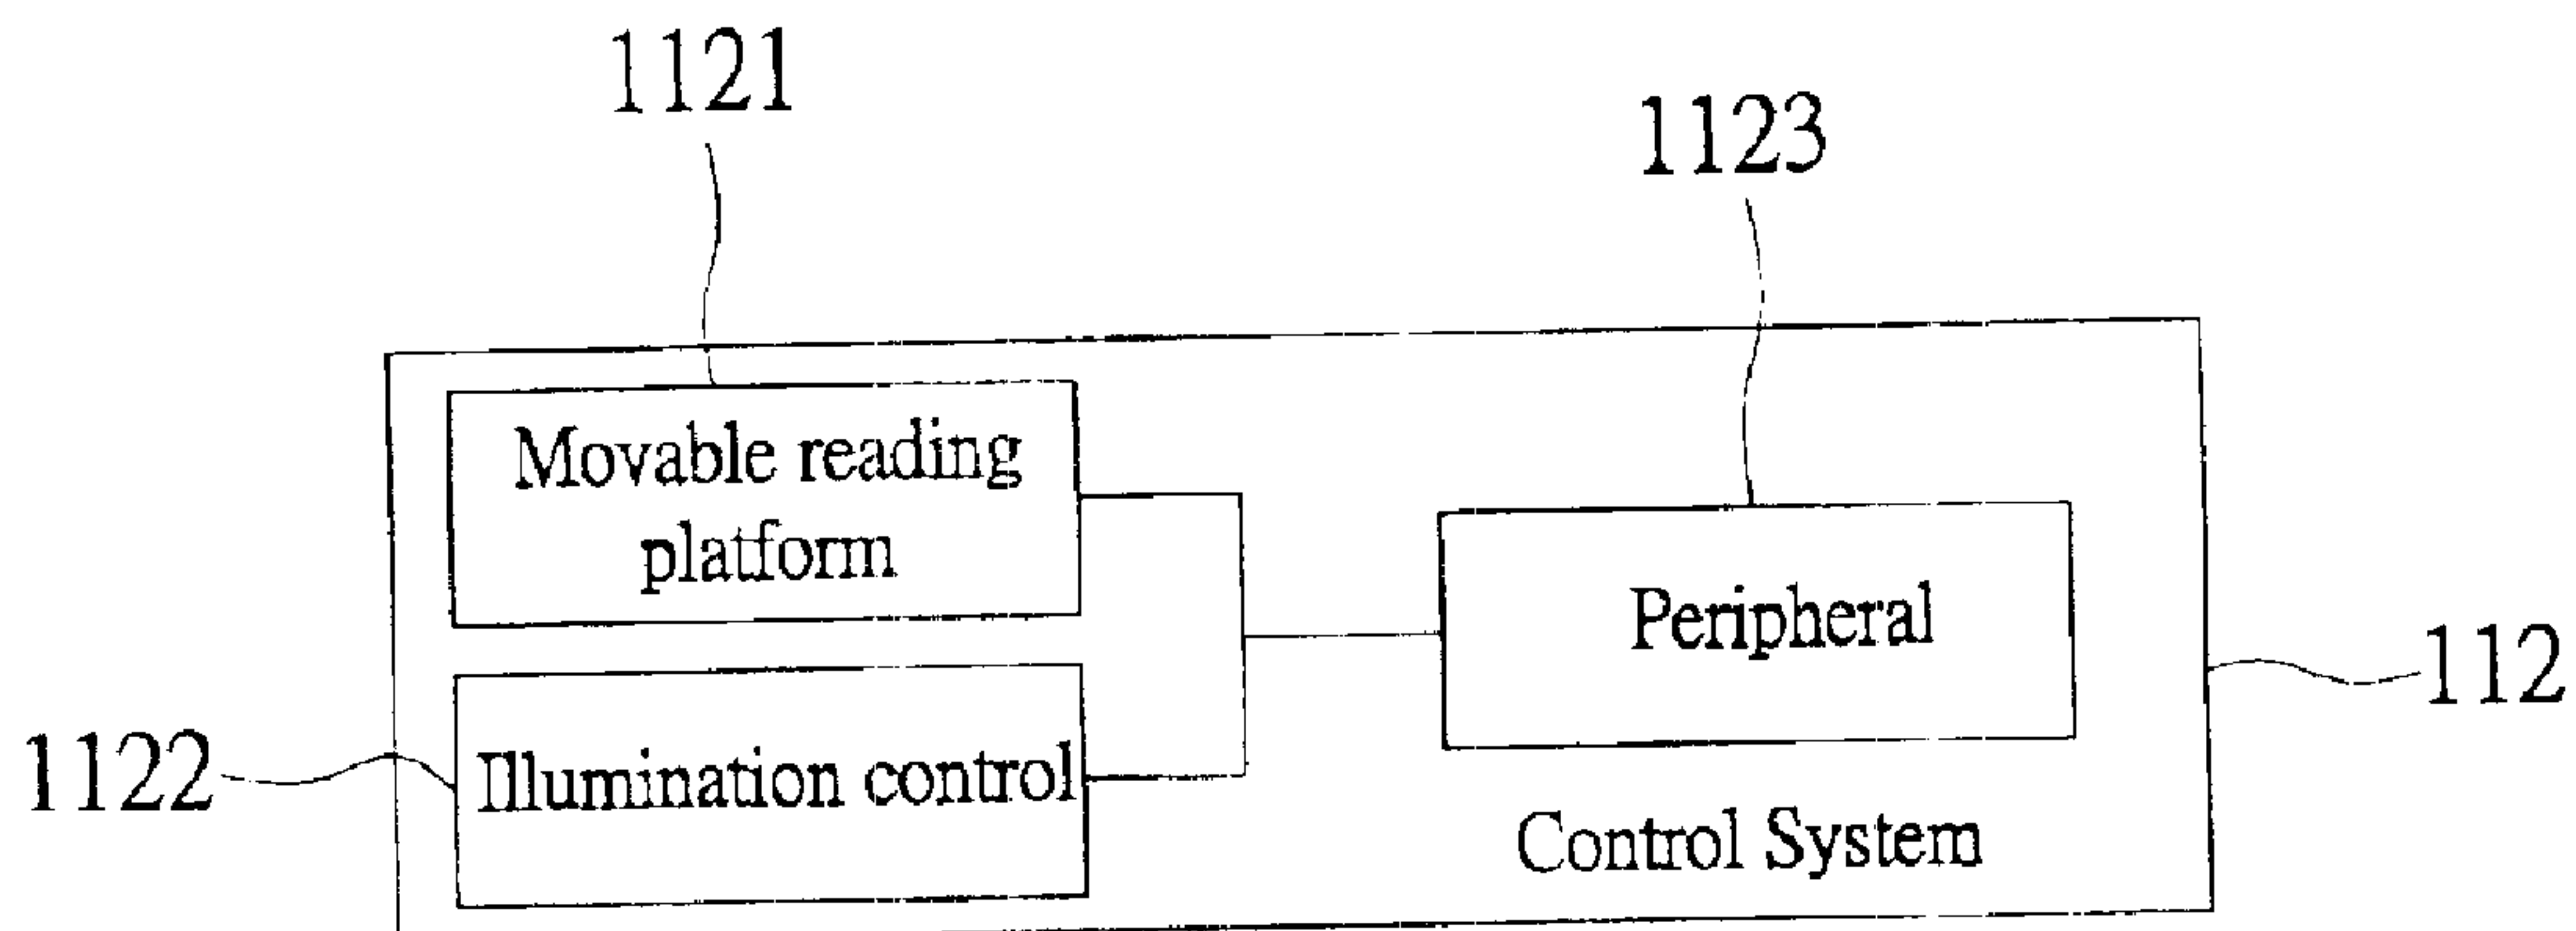 1121
1123
Movable reading
platform
Peripheral
112
1122
Illumination control
Control System